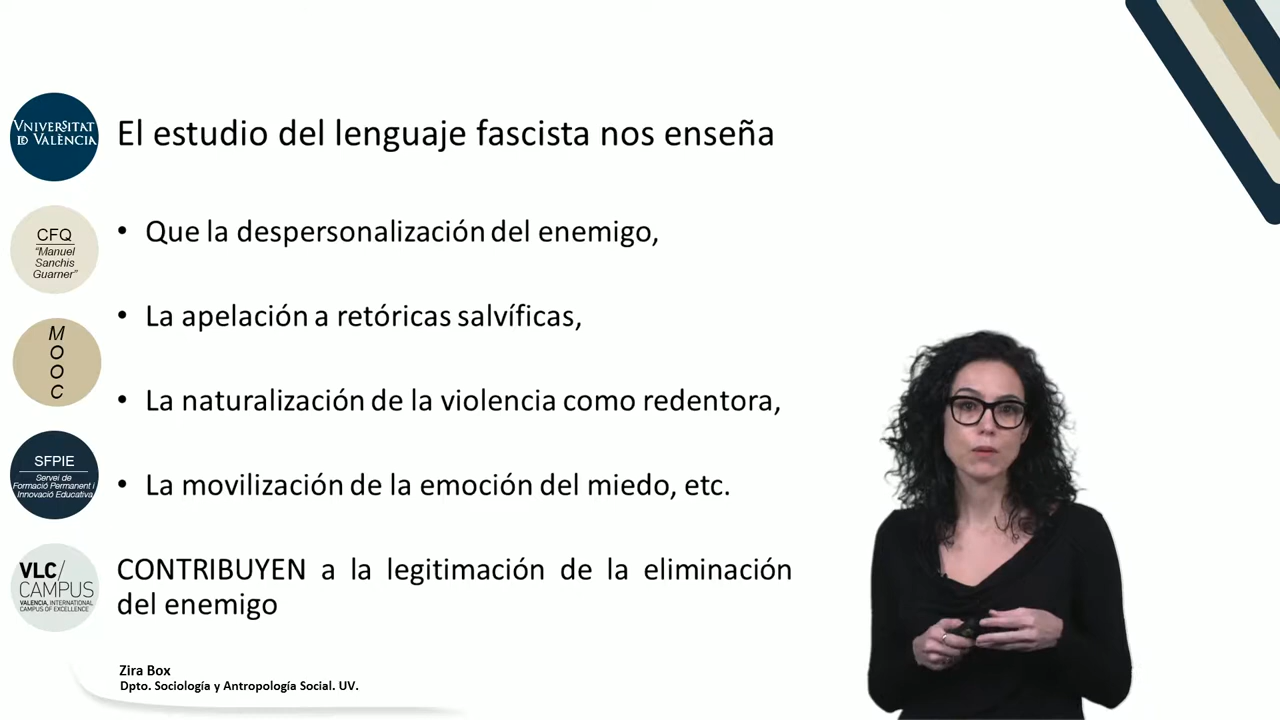 VNIVERSITAT
ID VALÈNCIA
El estudio del lenguaje fascista nos enseña
CFQ
"Manuel
Sanchis
Guarner"
• Que la despersonalización del enemigo,
• La apelación a retóricas salvíficas,
M
O
O
C
• La naturalización de la violencia como redentora,
SFPIE
Servei de
Formació Permanent i
Innovació Educativa
• La movilización de la emoción del miedo, etc.
VLC/
CAMPUS
VALENCIA, INTERNATIONAL
CAMPUS OF EXCELLENCE
CONTRIBUYEN a la legitimación de la eliminación
del enemigo
Zira Box
Dpto. Sociología y Antropología Social. UV.